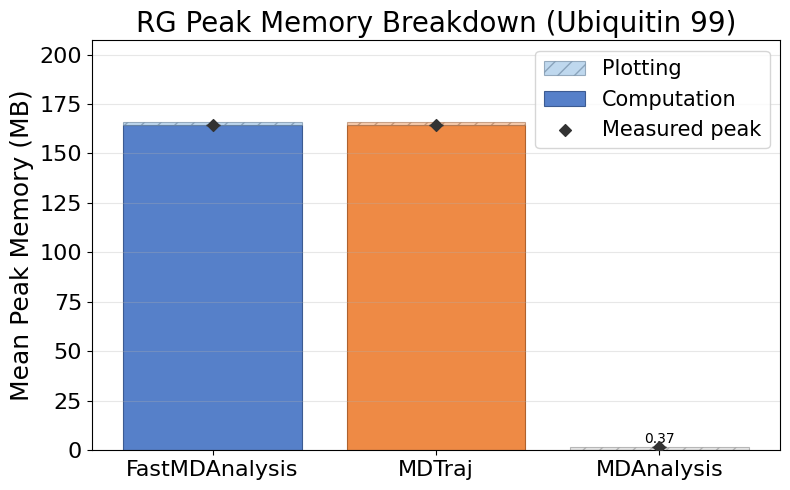 RG Peak Memory Breakdown (Ubiquitin 99)
Mean Peak Memory (MB)
200
175
150
125
100
75
50
25
0
Plotting
Computation
Measured peak
0.37
FastMDAnalysis
MDTraj
MDAnalysis